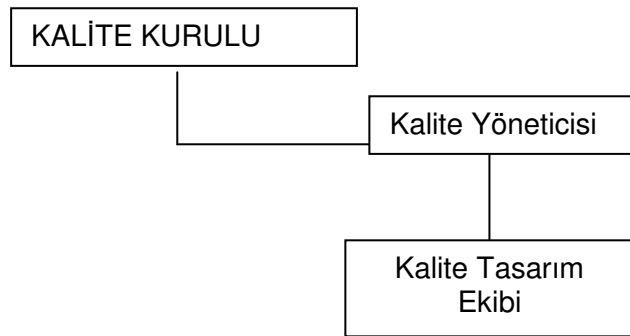 KALİTE KURULU
Kalite Yöneticisi
Kalite Tasarım
Ekibi